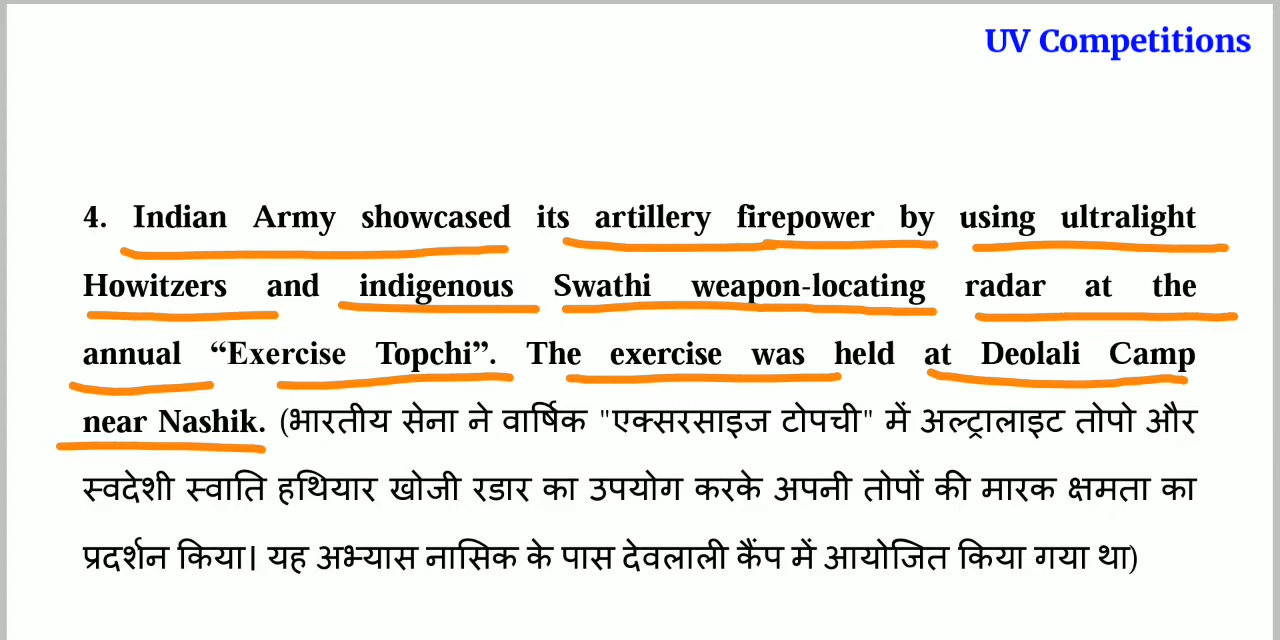 UV Competitions
4. Indian Army showcased its artillery firepower by using ultralight
Howitzers and indigenous Swathi weapon-locating radar at the
annual “Exercise Topchi”. The exercise was held at Deolali Camp
near Nashik. (भारतीय सेना ने वार्षिक "एक्सरसाइज टोपची" में अल्ट्रालाइट तोपो और
स्वदेशी स्वाति हथियार खोजी रडार का उपयोग करके अपनी तोपों की मारक क्षमता का
प्रदर्शन किया। यह अभ्यास नासिक के पास देवलाली कैंप में आयोजित किया गया था)